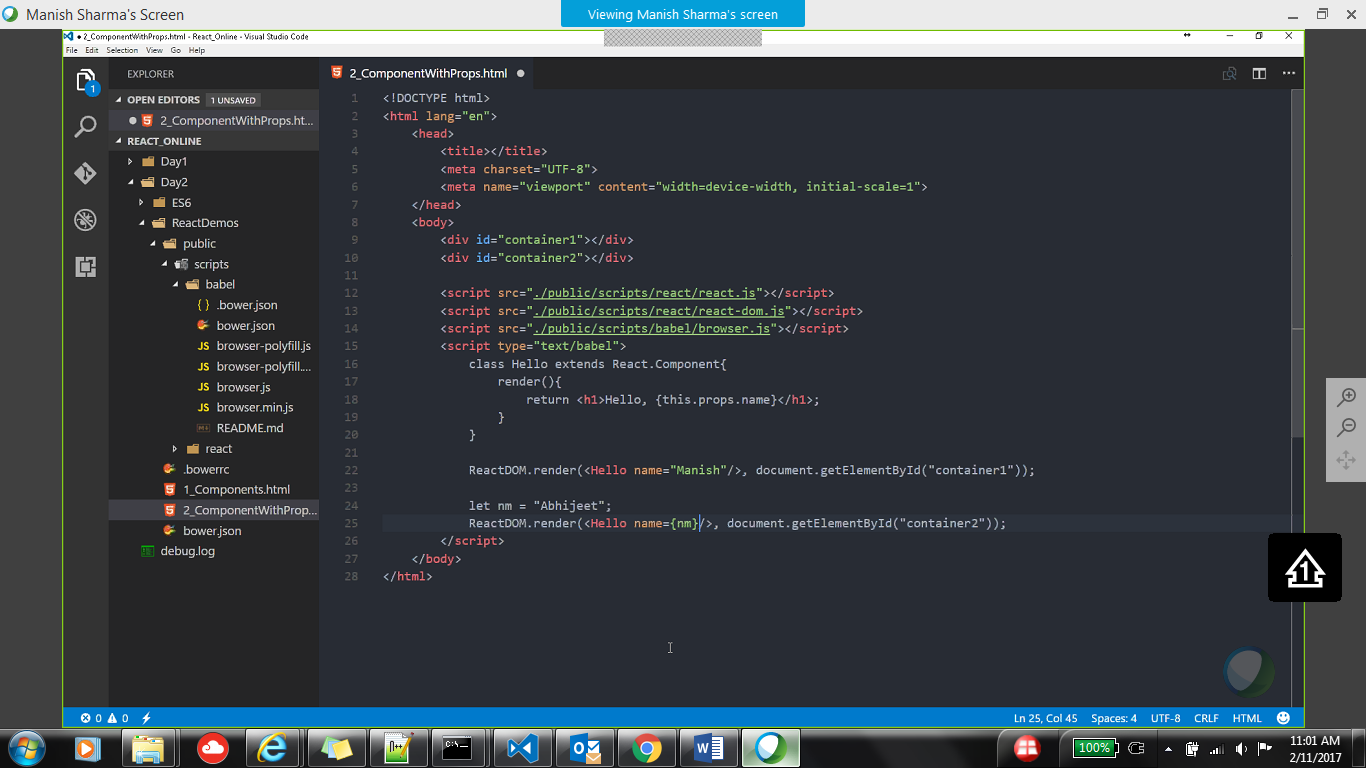 Manish Sharma's Screen
Viewing Manish Sharma's screen
● 2_ComponentWithProps.html - React_Online - Visual Studio Code
File Edit Selection View Go Help
EXPLORER
OPEN EDITORS 1 UNSAVED
● 2_ComponentWithProps.ht...
REACT_ONLINE
Day1
Day2
ES6
ReactDemos
public
scripts
babel
{ } .bower.json
bower.json
JS browser-polyfill.js
JS browser-polyfill....
JS browser.js
JS browser.min.js
README.md
react
.bowerrc
1_Components.html
2_ComponentWithProp...
bower.json
debug.log
1
2_ComponentWithProps.html ●
1 <!DOCTYPE html>
2 <html lang="en">
3 <head>
4 <title></title>
5 <meta charset="UTF-8">
6 <meta name="viewport" content="width=device-width, initial-scale=1">
7 </head>
8 <body>
9 <div id="container1"></div>
10 <div id="container2"></div>
11
12 <script src="./public/scripts/react/react.js"></script>
13 <script src="./public/scripts/react/react-dom.js"></script>
14 <script src="./public/scripts/babel/browser.js"></script>
15 <script type="text/babel">
16 class Hello extends React.Component{
17 render(){
18 return <h1>Hello, {this.props.name}</h1>;
19 }
20 }
21
22 ReactDOM.render(<Hello name="Manish"/>, document.getElementById("container1"));
23
24 let nm = "Abhijeet";
25 ReactDOM.render(<Hello name={nm}/>, document.getElementById("container2"));
26 </script>
27 </body>
28 </html>
1
0 0
Ln 25, Col 45 Spaces: 4 UTF-8 CRLF HTML
100%
11:01 AM
2/11/2017